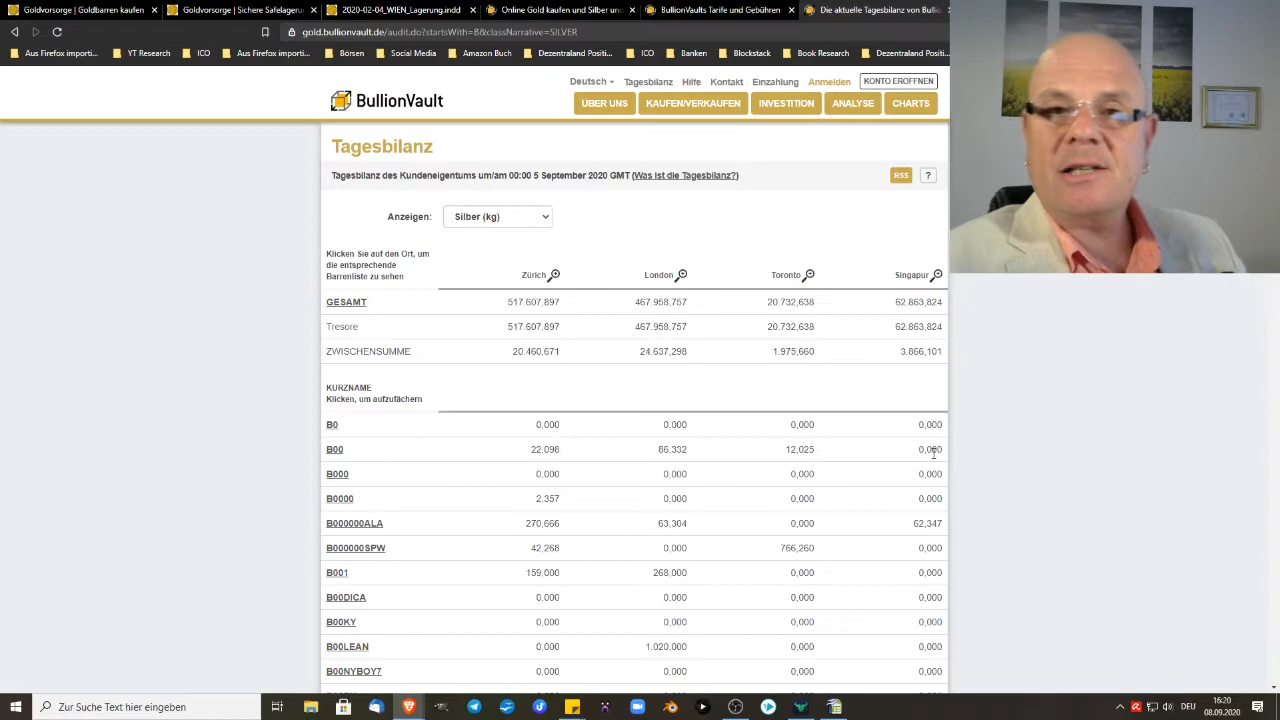 Goldbarren kaufen
Goldvorsorge | Sichere Safelageru
2020-02-04_WIEN_Lagerung.indd
Online Gold kaufen Silber un
BullionVaults Tarife und Gebühren
Die aktuelle Tagesbilanz von Bullio
gold.bullionvault.de/audit.do?startsWith=B&classNarrative=SILVER
Aus Firefox importi... YT Research ICO Aus Firefox importi... Börsen Social Media Amazon Buch Dezentraland Positi... ICO Banken Blockstack Book Research Dezentraland Positi
Deutsch Tagesbilanz Hilfe Kontakt Einzahlung Anmelden KONTO ERÖFFNEN
BullionVault
ÜBER UNS KAUFEN/VERKAUFEN INVESTITION ANALYSE CHARTS
Tagesbilanz
Tagesbilanz des Kundeneigentums um/am 00:00 5 September 2020 GMT (Was ist die Tagesbilanz?) RSS ?
Anzeigen: Silber (kg)
Klicken Sie auf den Ort, um
die entsprechende
Barrenliste zu sehen
Zürich London Toronto Singapur
GESAMT 517.607,897 467.958,757 20.732,638 62.863,824
Tresore 517.607,897 467.958,757 20.732,638 62.863,824
ZWISCHENSUMME 20.460,671 24.637,298 1.975,660 3.866,101
KURZNAME
Klicken, um aufzufächern
B0 0,000 0,000 0,000 0,000
B00 22,098 86,332 12,025 0,000
B000 0,000 0,000 0,000 0,000
B0000 2,357 0,000 0,000 0,000
B000000ALA 270,666 63,304 0,000 62,347
B000000SPW 42,268 0,000 766,260 0,000
B001 159,000 268,000 0,000 0,000
B00DICA 0,000 0,000 0,000 0,000
B00KY 0,000 0,000 0,000 0,000
B00LEAN 0,000 1.020,000 0,000 0,000
B00NYBOY7 0,000 0,000 0,000 0,000
Zur Suche Text hier eingeben
DEU
16:20
08.09.2020